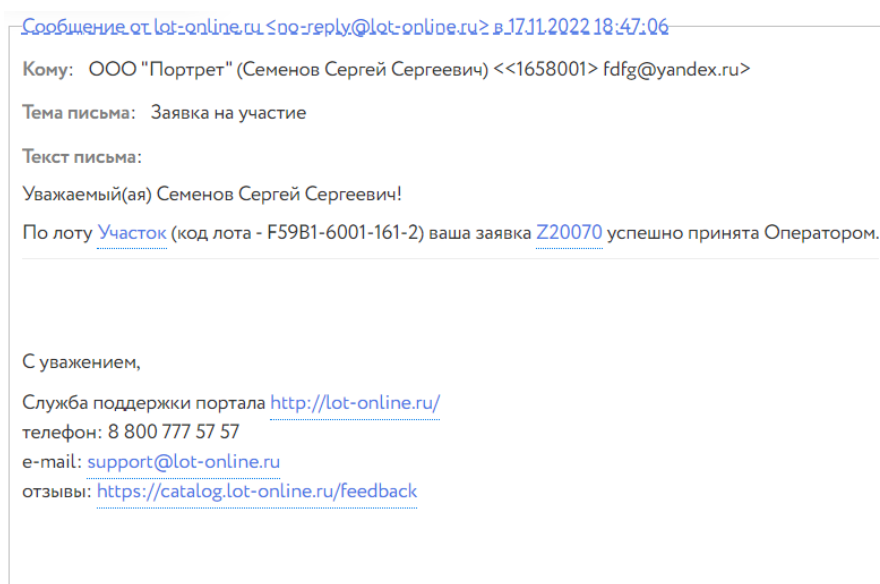 Сообщение от lot-online.ru <no-reply@lot-online.ru> в 17.11.2022 18:47:06
Кому: ООО "Портрет" (Семенов Сергей Сергеевич) <<1658001> fdfg@yandex.ru>
Тема письма: Заявка на участие
Текст письма:
Уважаемый(ая) Семенов Сергей Сергеевич!
По лоту Участок (код лота - F59B1-6001-161-2) ваша заявка Z20070 успешно принята Оператором.
С уважением,
Служба поддержки портала http://lot-online.ru/
телефон: 8 800 777 57 57
e-mail: support@lot-online.ru
отзывы: https://catalog.lot-online.ru/feedback